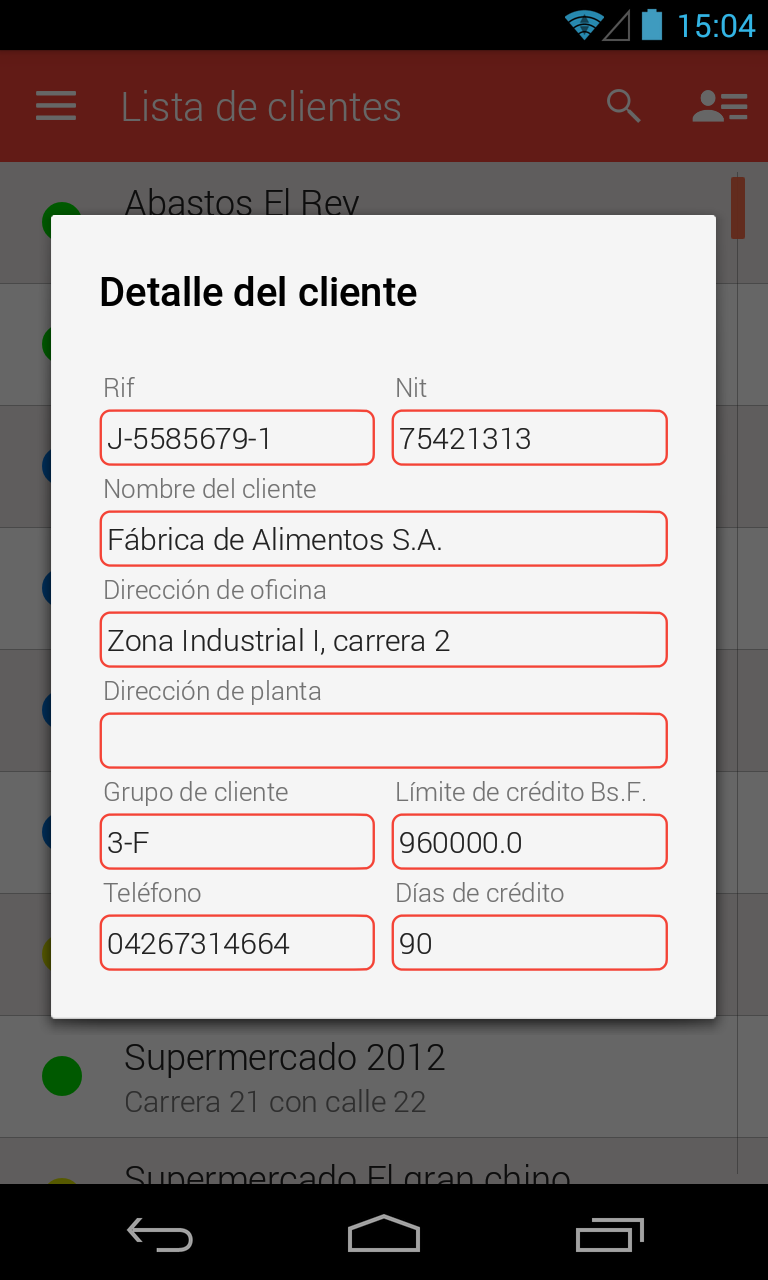 15:04
Lista de clientes
Abastos El Rey
Detalle del cliente
Rif Nit
J-5585679-1 75421313
Nombre del cliente
Fábrica de Alimentos S.A.
Dirección de oficina
Zona Industrial I, carrera 2
Dirección de planta
Grupo de cliente Límite de crédito Bs.F.
3-F 960000.0
Teléfono Días de crédito
04267314664 90
Supermercado 2012
Carrera 21 con calle 22
Supermercado El gran chino